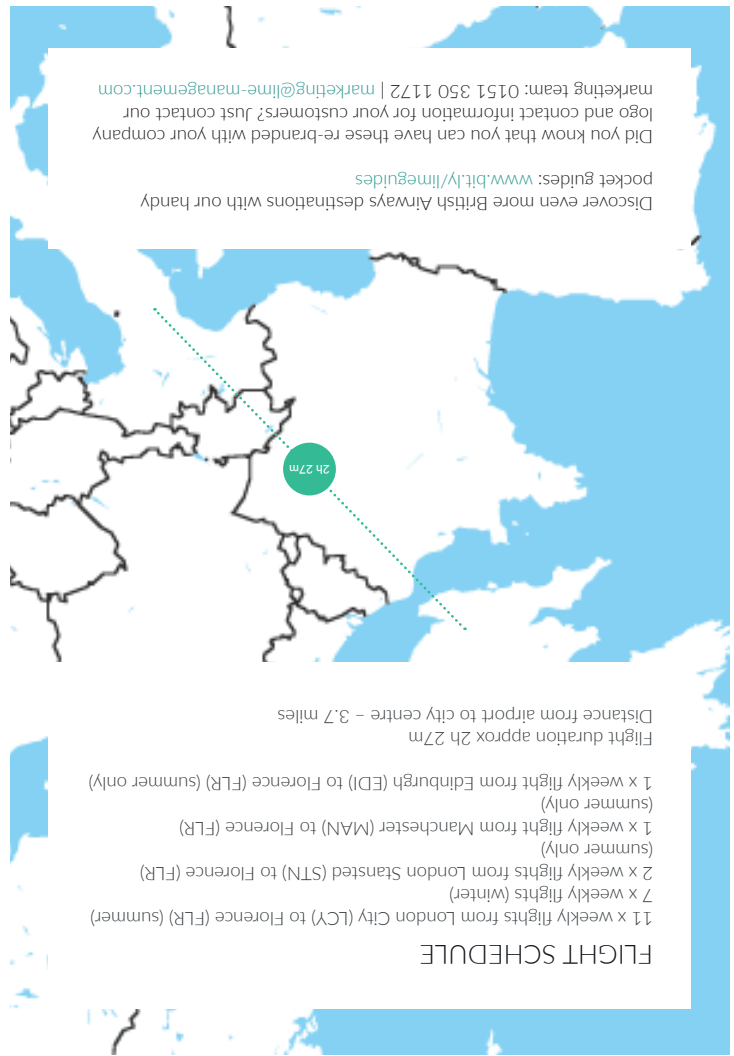 FLIGHT SCHEDULE
11 x weekly flights from London City (LCY) to Florence (FLR) (summer)
7 x weekly flights (winter)
2 x weekly flights from London Stansted (STN) to Florence (FLR)
(summer only)
1 x weekly flight from Manchester (MAN) to Florence (FLR)
(summer only)
1 x weekly flight from Edinburgh (EDI) to Florence (FLR) (summer only)
Flight duration approx 2h 27m
Distance from airport to city centre – 3.7 miles
2h 27m
Discover even more British Airways destinations with our handy
pocket guides: www.bit.ly/limeguides
Did you know that you can have these re-branded with your company
logo and contact information for your customers? Just contact our
marketing team: 0151 350 1172 | marketing@lime-management.com